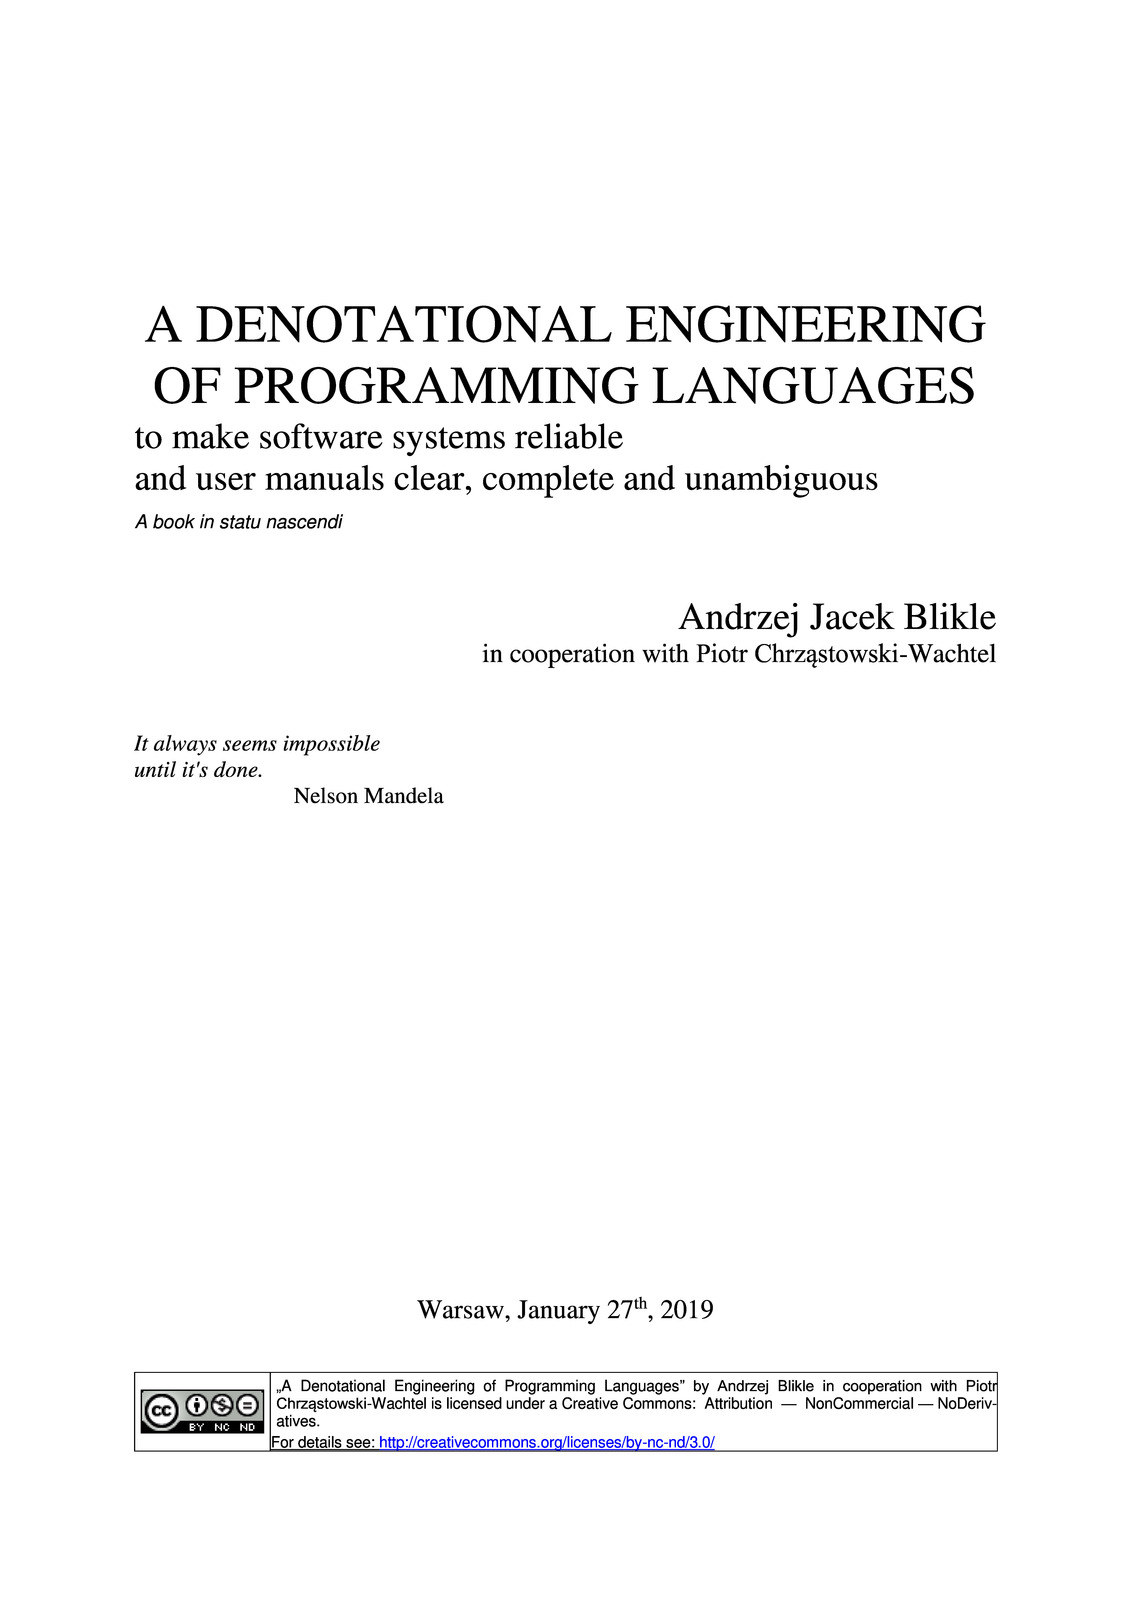 A DENOTATIONAL ENGINEERING
OF PROGRAMMING LANGUAGES
to make software systems reliable
and user manuals clear, complete and unambiguous
A book in statu nascendi
Andrzej Jacek Blikle
in cooperation with Piotr Chrząstowski-Wachtel
It always seems impossible
until it's done.
Nelson Mandela
Warsaw, January 27th, 2019
„A Denotational Engineering of Programming Languages” by Andrzej Blikle in cooperation with Piotr
Chrząstowski-Wachtel is licensed under a Creative Commons: Attribution — NonCommercial — NoDeriv-
atives.
For details see: http://creativecommons.org/licenses/by-nc-nd/3.0/
cc
BY NC ND